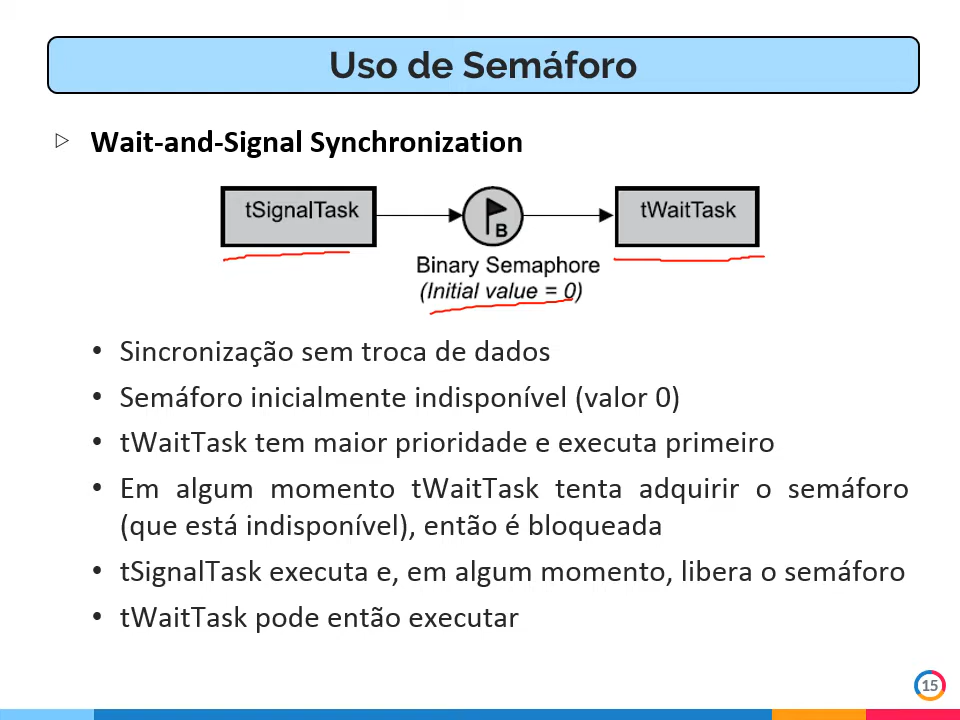 Uso de Semáforo
Wait-and-Signal Synchronization
tSignalTask
tWaitTask
B
Binary Semaphore
(Initial value = 0)
• Sincronização sem troca de dados
• Semáforo inicialmente indisponível (valor 0)
• tWaitTask tem maior prioridade e executa primeiro
• Em algum momento tWaitTask tenta adquirir o semáforo
(que está indisponível), então é bloqueada
• tSignalTask executa e, em algum momento, libera o semáforo
• tWaitTask pode então executar
15